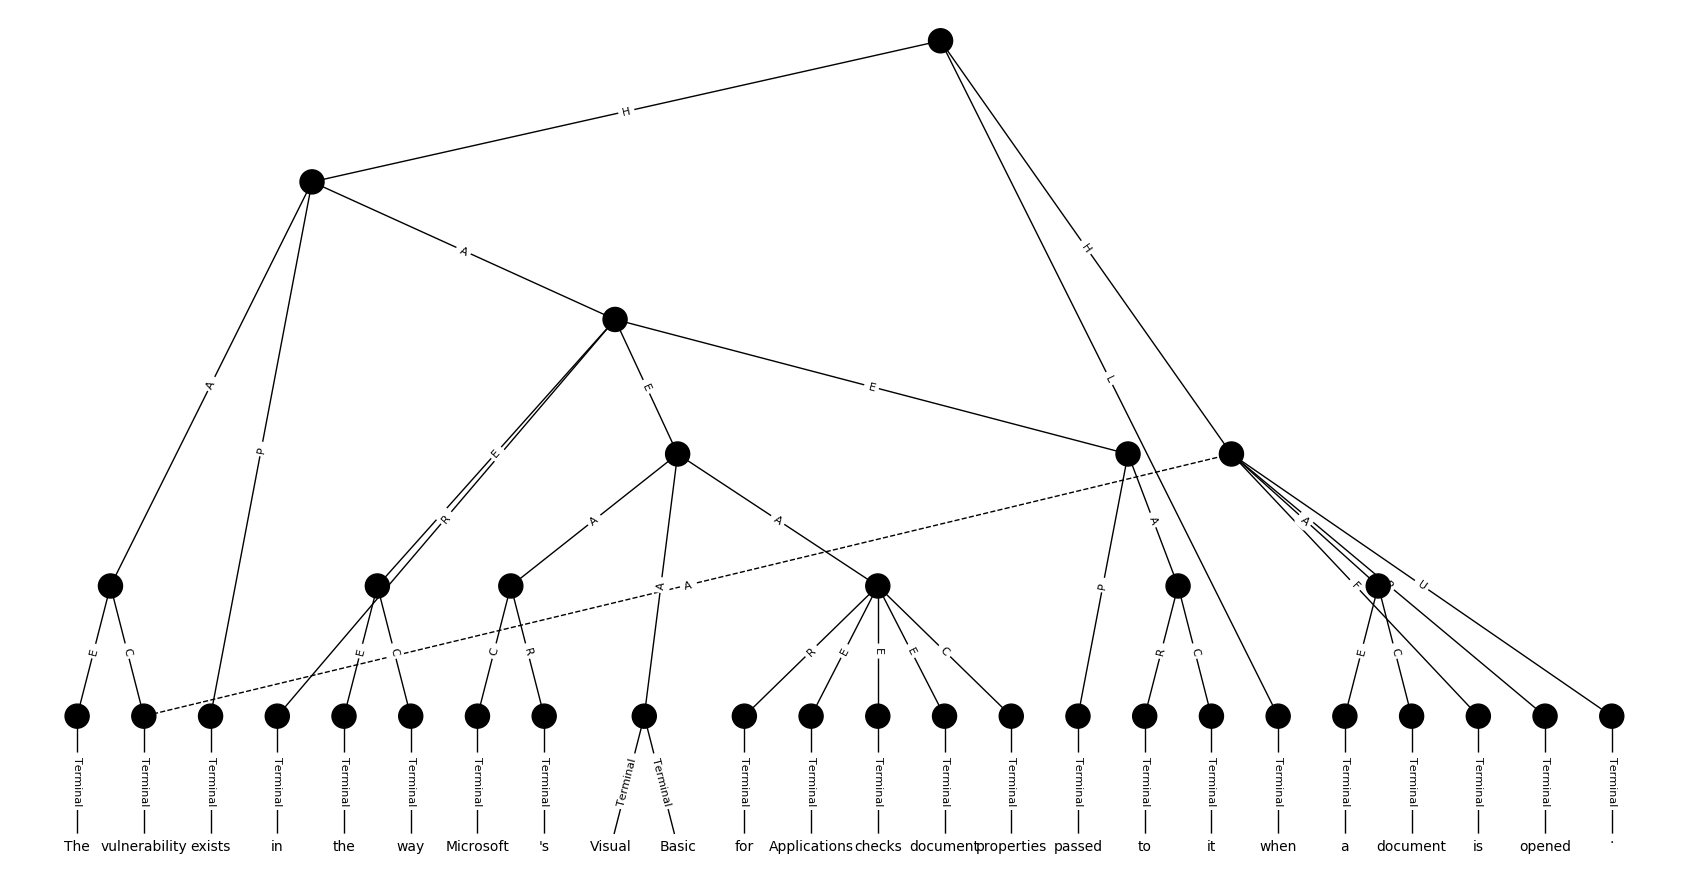 H
H
A
A
P
L
E
E
E
R
A
A
A
A
A
A
F
U
P
E
C
E
C
C
R
R
E
E
E
C
R
C
E
C
Terminal Terminal Terminal Terminal Terminal Terminal Terminal Terminal Terminal Terminal Terminal Terminal Terminal Terminal Terminal Terminal Terminal Terminal Terminal Terminal Terminal Terminal Terminal Terminal
The vulnerability exists in the way Microsoft 's Visual Basic for Applications checks document properties passed to it when a document is opened .